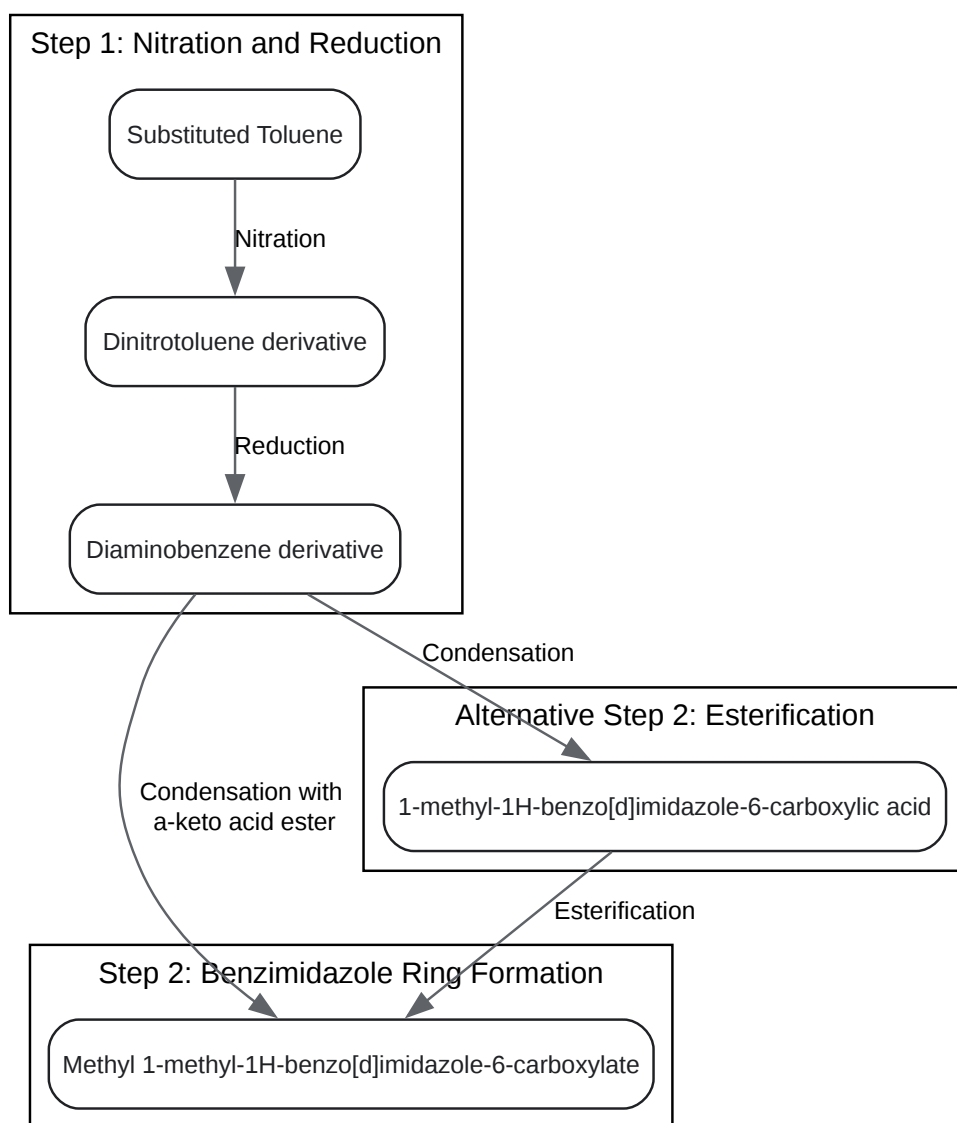 Step 1: Nitration and Reduction
Substituted Toluene
Nitration
Dinitrotoluene derivative
Reduction
Diaminobenzene derivative
Condensation
Alternative Step 2: Esterification
Condensation with
a-keto acid ester
1-methyl-1H-benzo[d]imidazole-6-carboxylic acid
Esterification
Step 2: Benzimidazole Ring Formation
Methyl 1-methyl-1H-benzo[d]imidazole-6-carboxylate